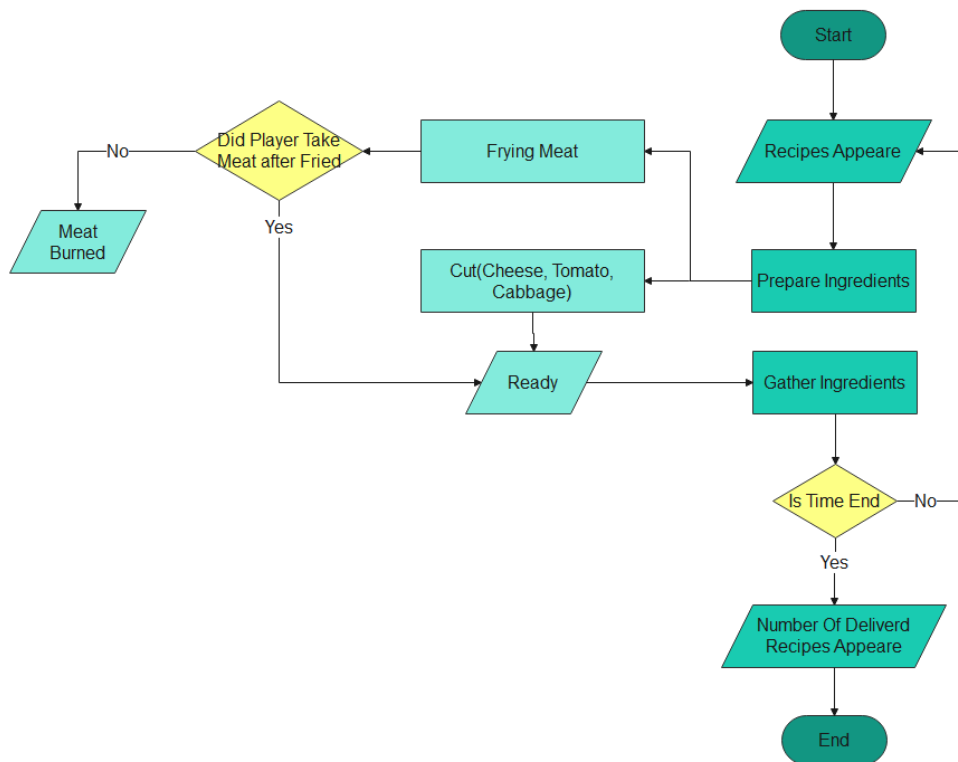 Start
Recipes Appeare
Prepare Ingredients
Frying Meat
Did Player Take
Meat after Fried
No
Meat
Burned
Yes
Cut(Cheese, Tomato,
Cabbage)
Ready
Gather Ingredients
Is Time End
No
Yes
Number Of Deliverd
Recipes Appeare
End